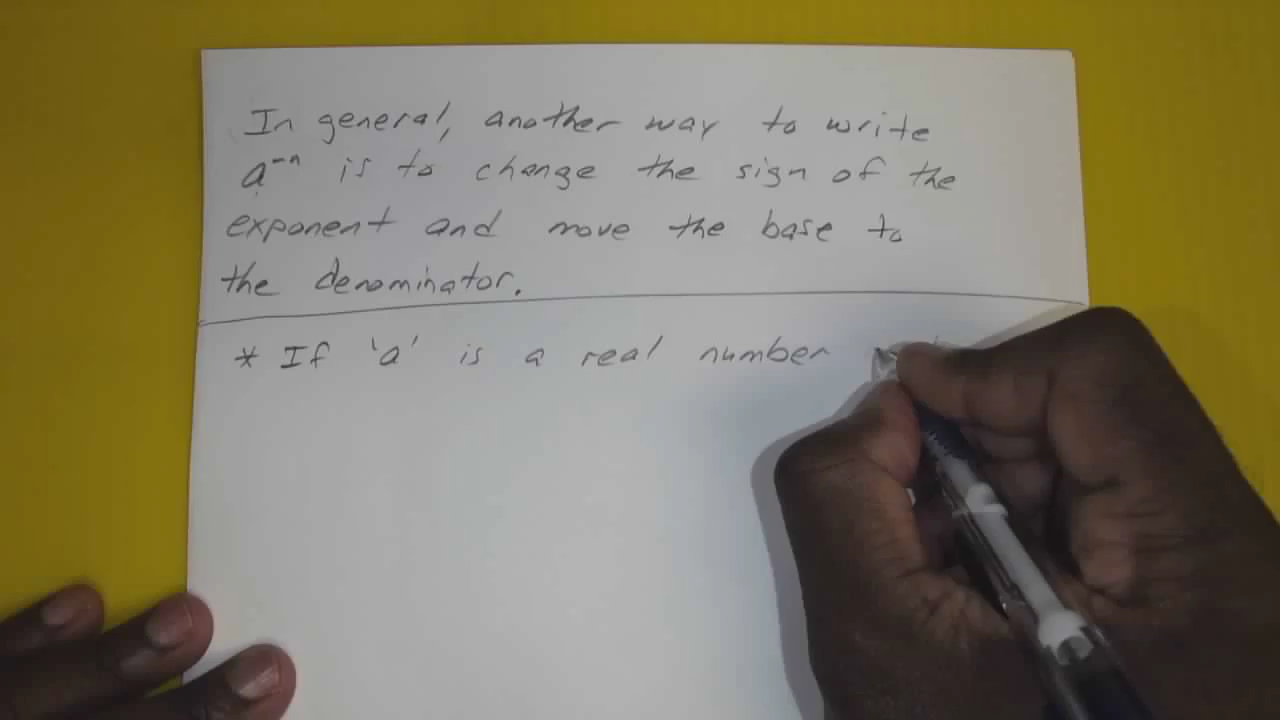 In general, another way to write
a⁻ⁿ is to change the sign of the
exponent and move the base to
the denominator.
* If 'a' is a real number